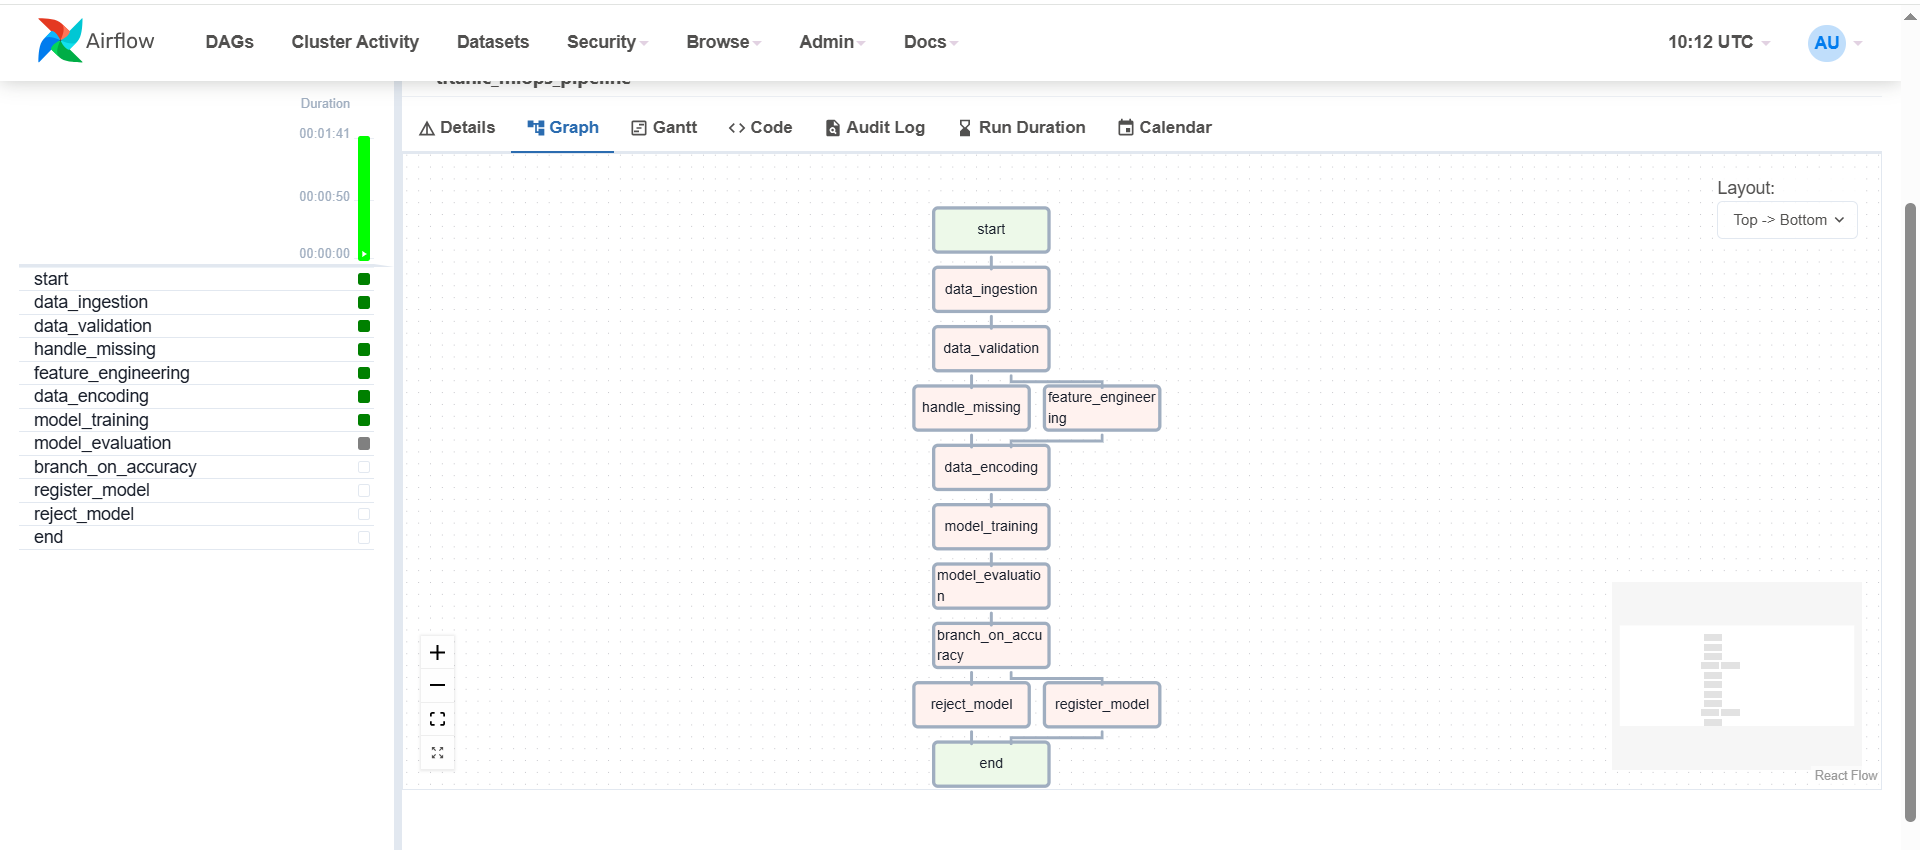 Airflow
DAGs
Cluster Activity
Datasets
Security
Browse
Admin
Docs
10:12 UTC
AU
titanic_mlops_pipeline
Duration
00:01:41
00:00:50
00:00:00
start
data_ingestion
data_validation
handle_missing
feature_engineering
data_encoding
model_training
model_evaluation
branch_on_accuracy
register_model
reject_model
end
Details
Graph
Gantt
Code
Audit Log
Run Duration
Calendar
Layout:
Top -> Bottom
start
data_ingestion
data_validation
handle_missing
feature_engineer
ing
data_encoding
model_training
model_evaluatio
n
branch_on_accu
racy
reject_model
register_model
end
React Flow